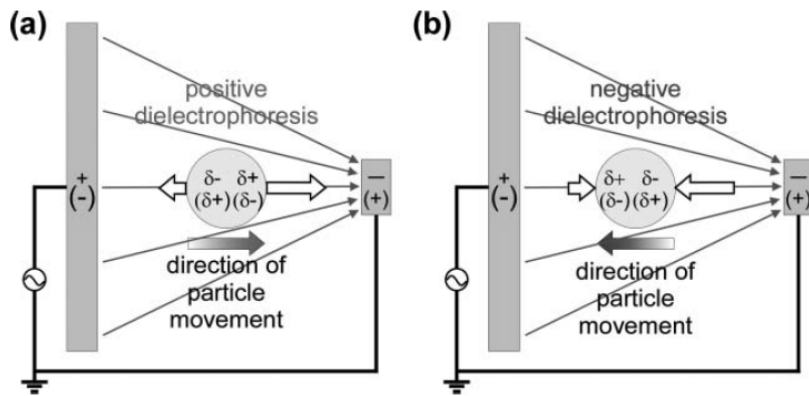 (a)
positive
dielectrophoresis
+
(-)
δ- δ+
(δ+)(δ-)
−
(+)
direction of
particle
movement
(b)
negative
dielectrophoresis
+
(-)
δ+ δ-
(δ-)(δ+)
−
(+)
direction of
particle
movement